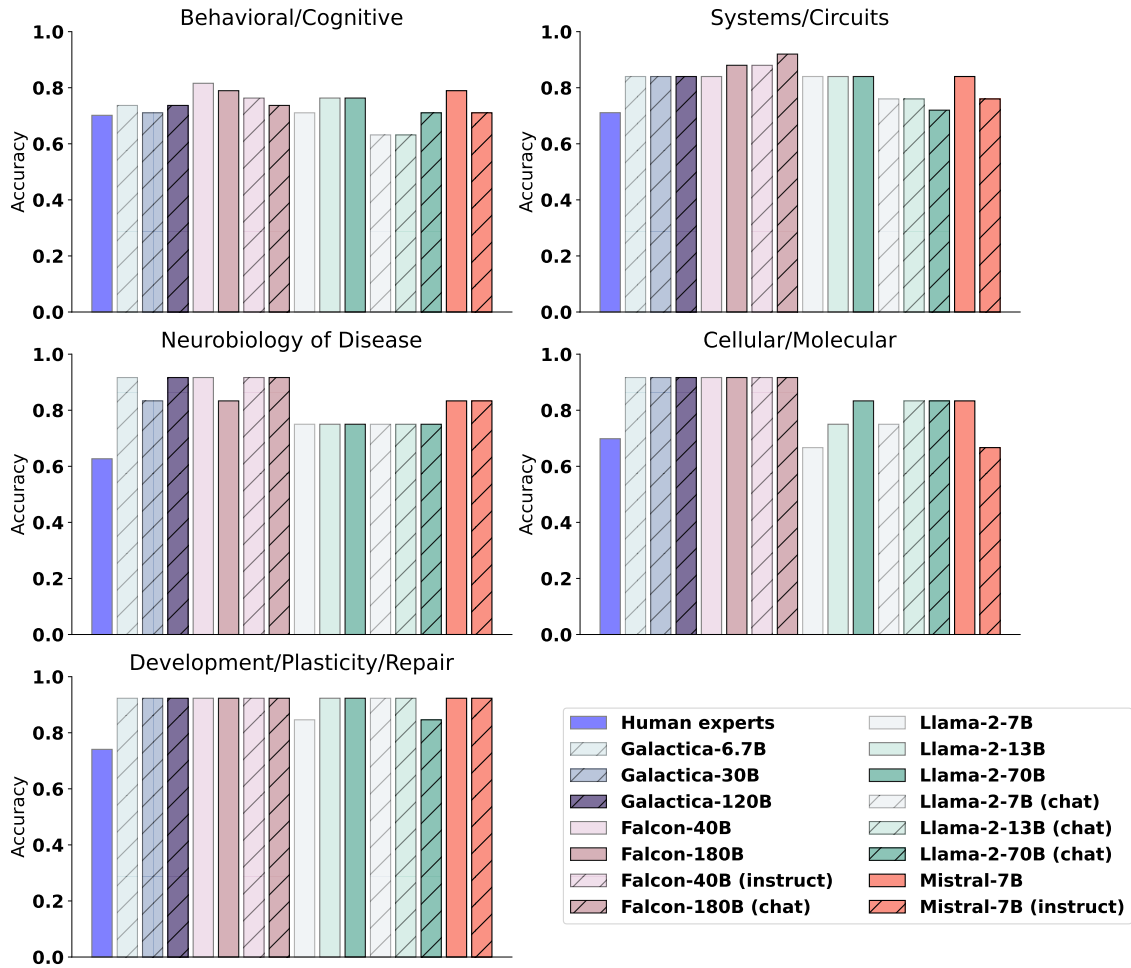 Behavioral/Cognitive
1.0
0.8
0.6
0.4
0.2
0.0
Accuracy
Systems/Circuits
1.0
0.8
0.6
0.4
0.2
0.0
Accuracy
Neurobiology of Disease
1.0
0.8
0.6
0.4
0.2
0.0
Accuracy
Cellular/Molecular
1.0
0.8
0.6
0.4
0.2
0.0
Accuracy
Development/Plasticity/Repair
1.0
0.8
0.6
0.4
0.2
0.0
Accuracy
Human experts
Galactica-6.7B
Galactica-30B
Galactica-120B
Falcon-40B
Falcon-180B
Falcon-40B (instruct)
Falcon-180B (chat)
Llama-2-7B
Llama-2-13B
Llama-2-70B
Llama-2-7B (chat)
Llama-2-13B (chat)
Llama-2-70B (chat)
Mistral-7B
Mistral-7B (instruct)